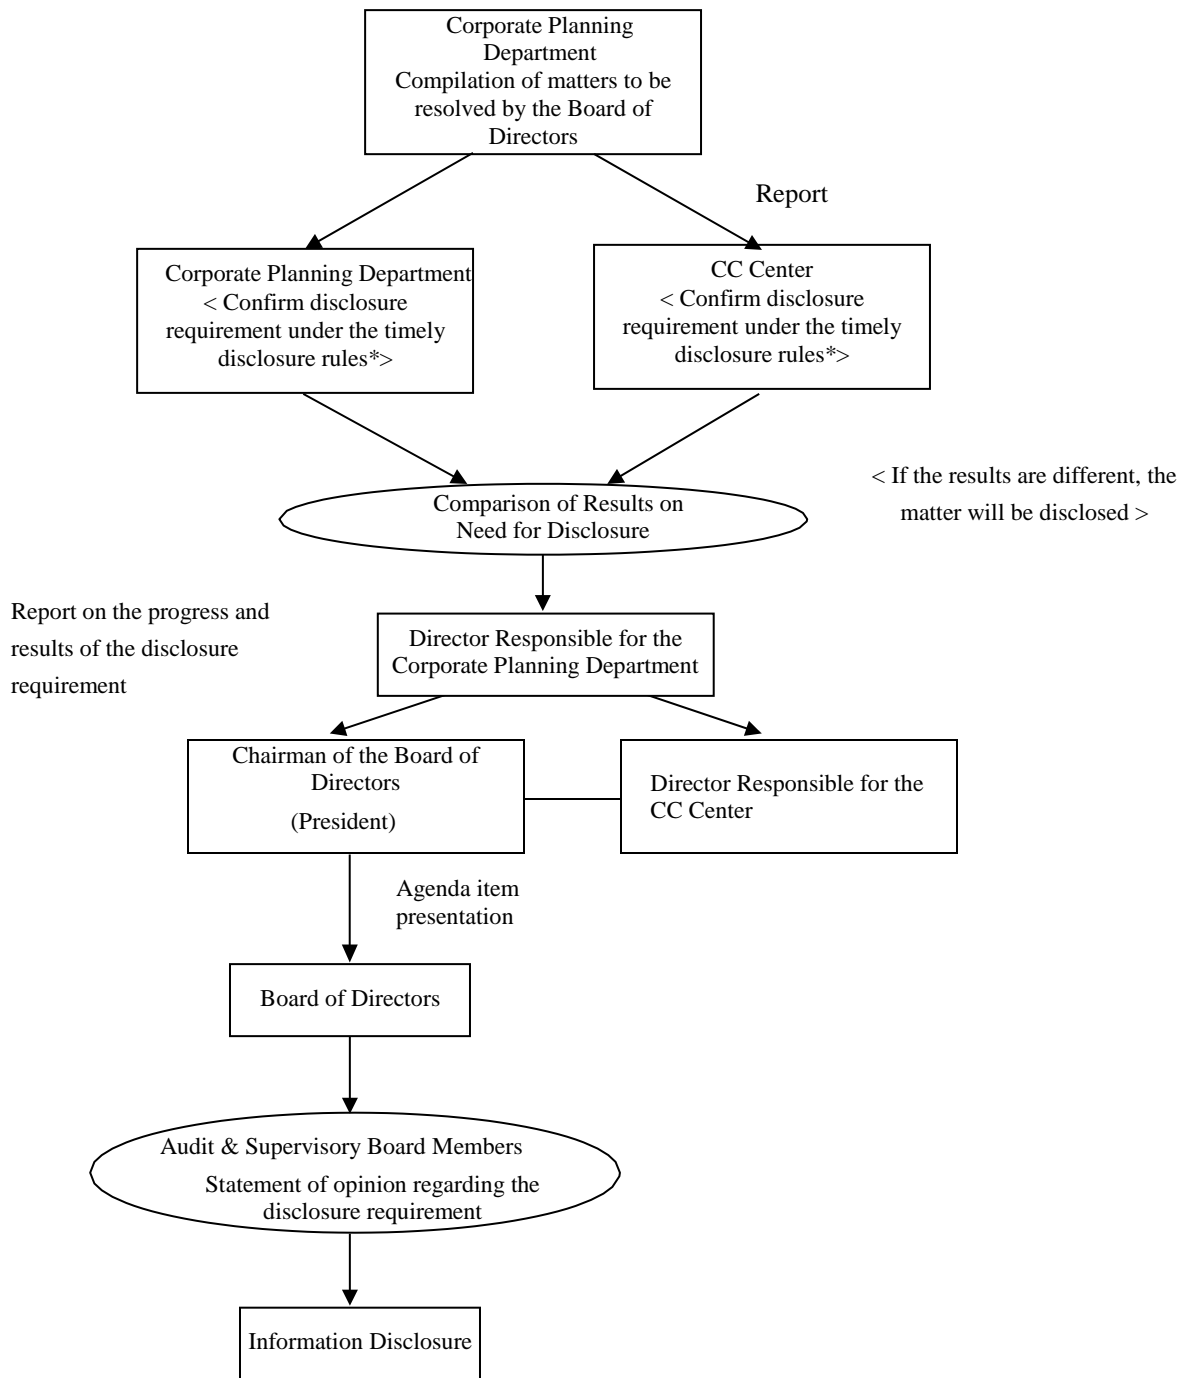 Corporate Planning
Department
Compilation of matters to be
resolved by the Board of
Directors
Report
Corporate Planning Department
< Confirm disclosure
requirement under the timely
disclosure rules*>
CC Center
< Confirm disclosure
requirement under the timely
disclosure rules*>
< If the results are different, the
matter will be disclosed >
Comparison of Results on
Need for Disclosure
Report on the progress and
results of the disclosure
requirement
Director Responsible for the
Corporate Planning Department
Chairman of the Board of
Directors
(President)
Director Responsible for the
CC Center
Agenda item
presentation
Board of Directors
Audit & Supervisory Board Members
Statement of opinion regarding the
disclosure requirement
Information Disclosure